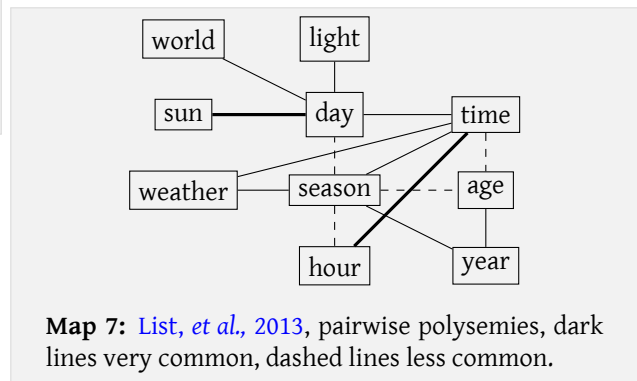 world
light
sun
day
time
weather
season
age
hour
year
Map 7: List, et al., 2013, pairwise polysemies, dark
lines very common, dashed lines less common.